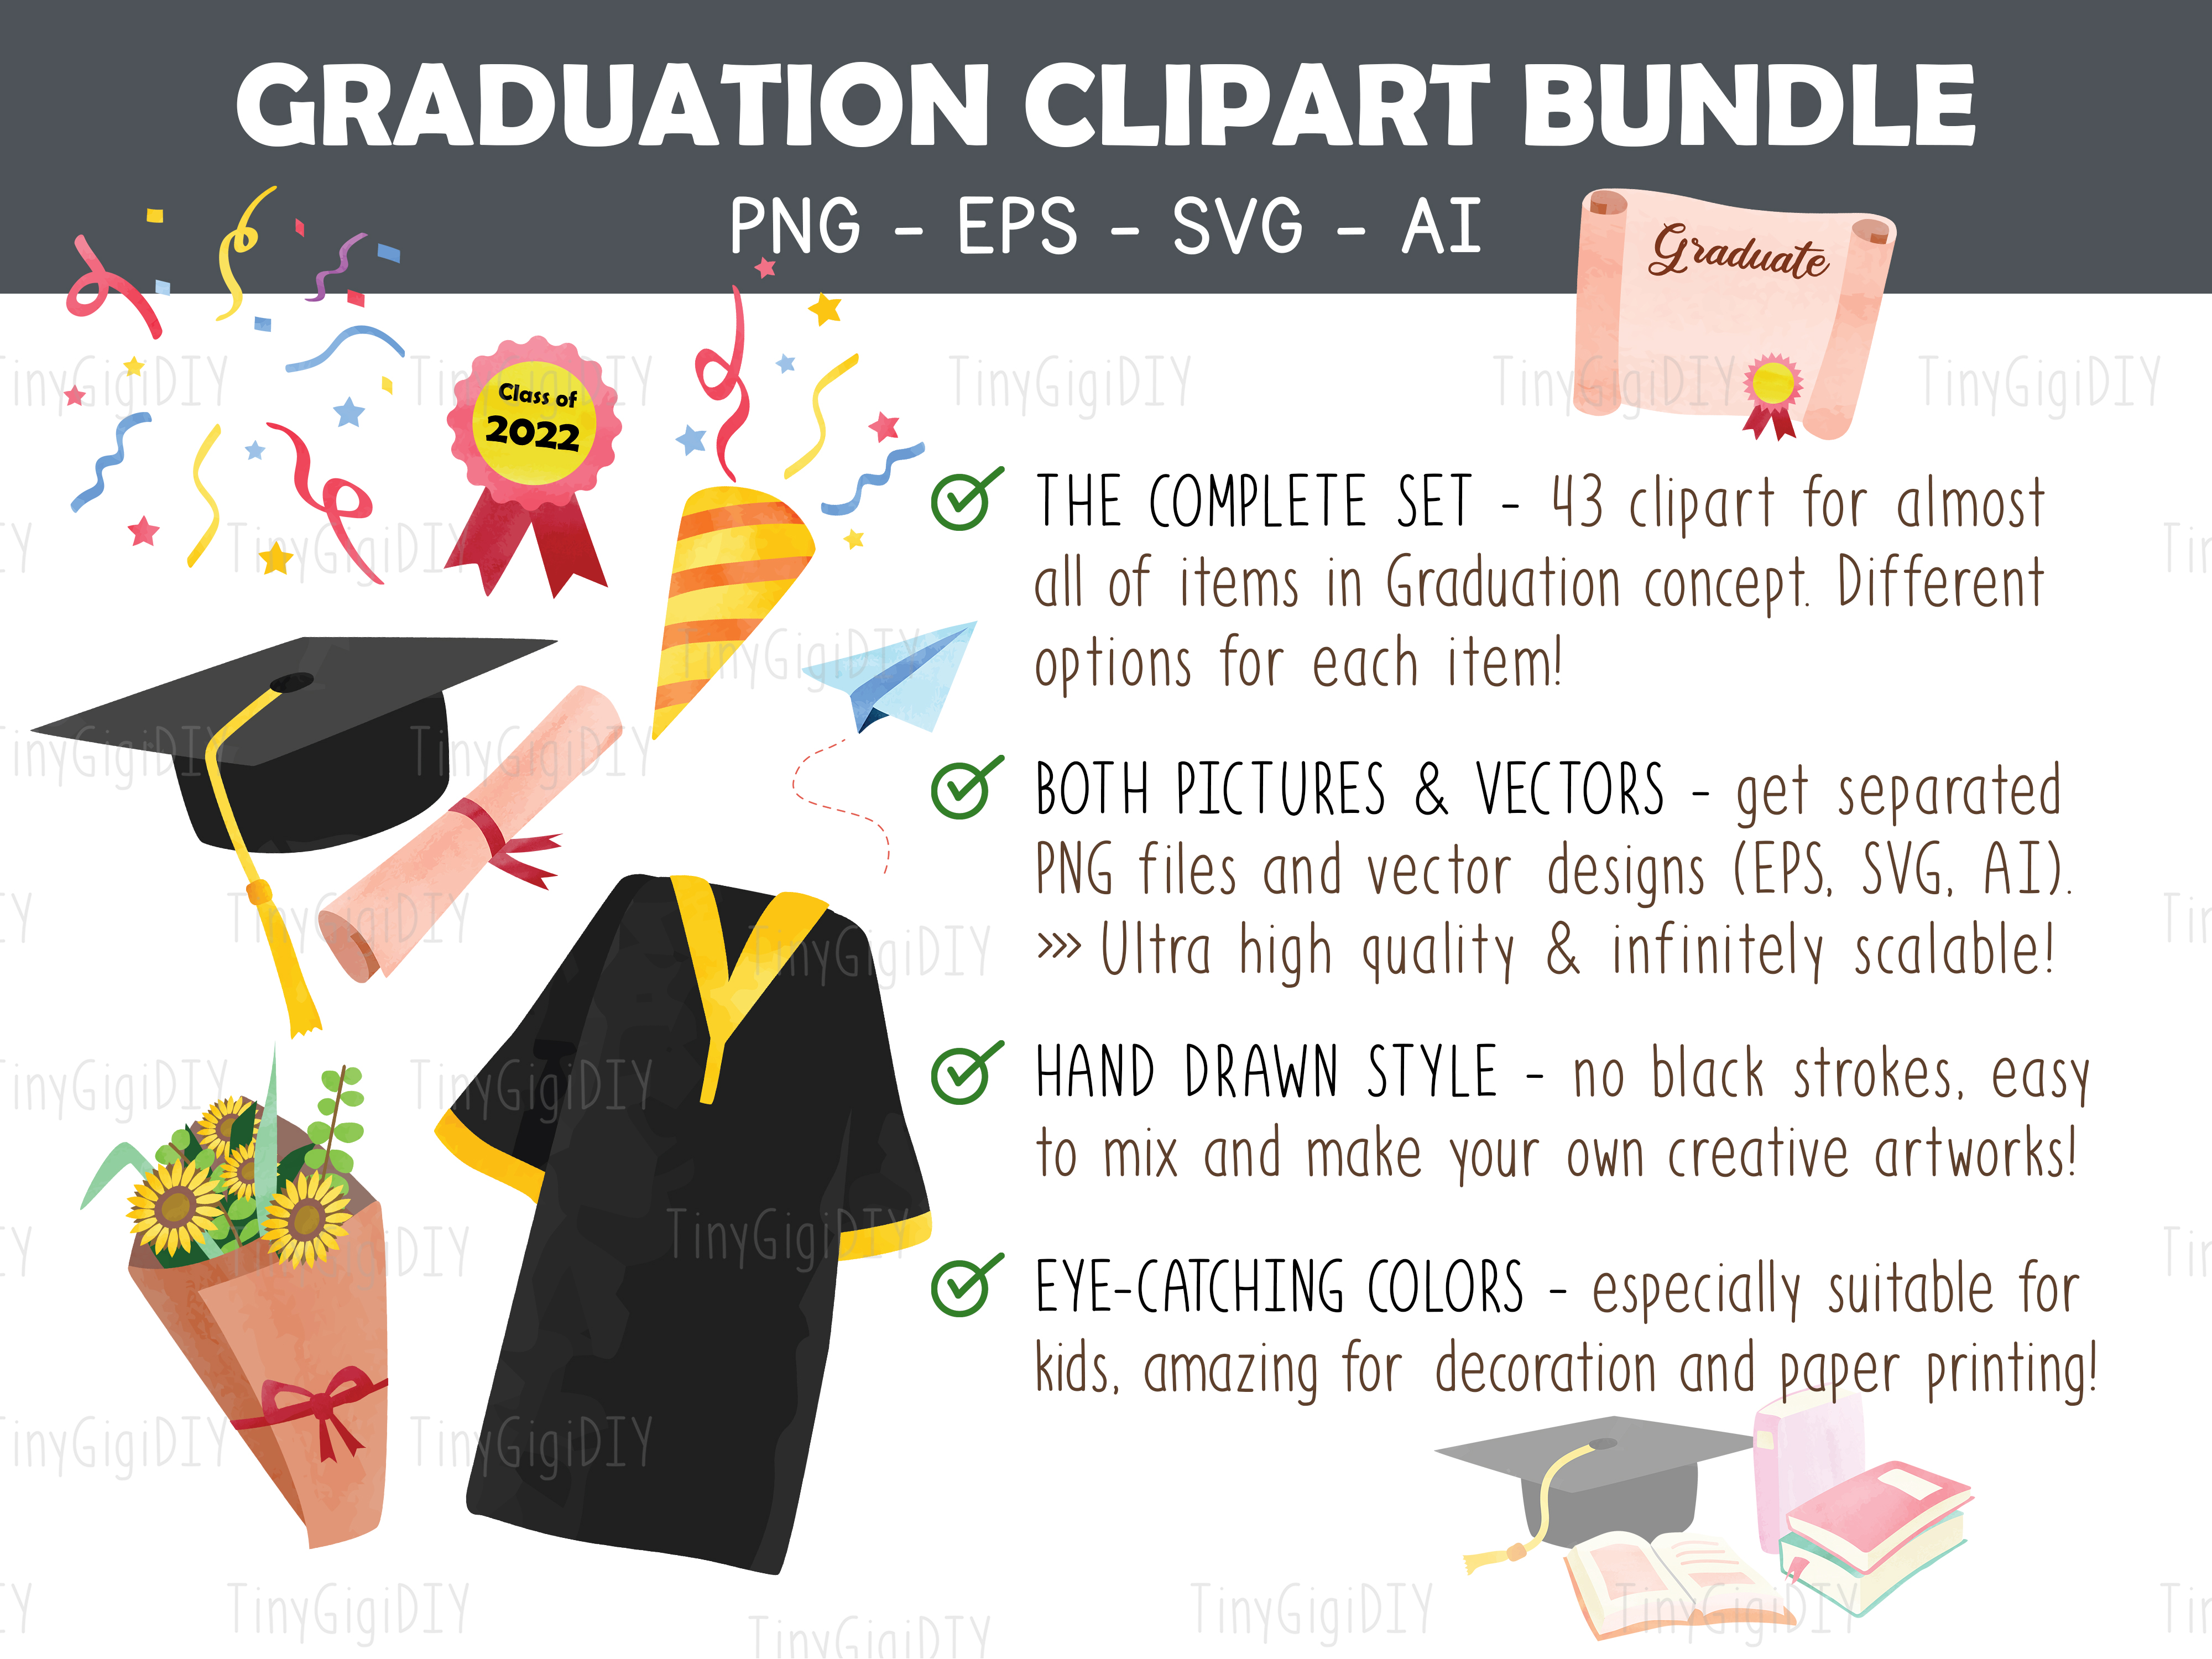 GRADUATION CLIPART BUNDLE
PNG - EPS - SVG - AI
Graduate
Class of
2022
THE COMPLETE SET - 43 clipart for almost
all of items in Graduation concept. Different
options for each item!
BOTH PICTURES & VECTORS - get separated
PNG files and vector designs (EPS, SVG, AI).
>>> Ultra high quality & infinitely scalable!
HAND DRAWN STYLE - no black strokes, easy
to mix and make your own creative artworks!
EYE-CATCHING COLORS - especially suitable for
kids, amazing for decoration and paper printing!
TinyGigiDIY